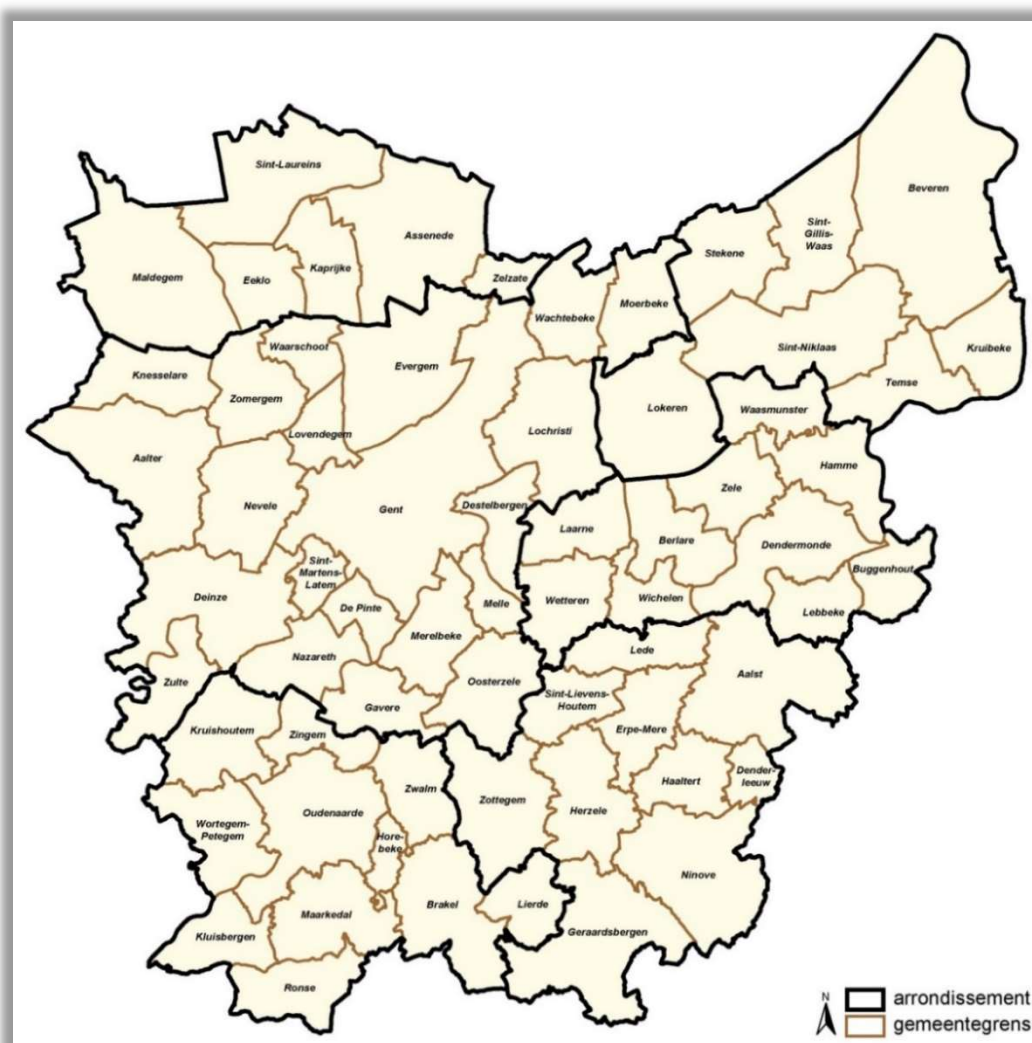 Beveren
Sint-Laureins
Sint-
Gillis-
Waas
Assenede
Stekene
Maldegem
Eeklo
Kaprijke
Zelzate
Moerbeke
Wachtebeke
Waarschoot
Sint-Niklaas
Kruibeke
Evergem
Knesselare
Temse
Zomergem
Lokeren
Waasmunster
Lovendegem
Lochristi
Aalter
Hamme
Zele
Nevele
Gent
Destelbergen
Laarne
Berlare
Dendermonde
Sint-
Martens-
Latem
Buggenhout
Deinze
De Pinte
Melle
Wetteren
Wichelen
Lebbeke
Merelbeke
Nazareth
Lede
Zulte
Oosterzele
Aalst
Sint-Lievens-
Houtem
Gavere
Kruishoutem
Zingem
Erpe-Mere
Haaltert
Dender-
leeuw
Zwalm
Zottegem
Herzele
Oudenaarde
Wortegem-
Petegem
Hore-
beke
Ninove
Brakel
Lierde
Maarkedal
Geraardsbergen
Kluisbergen
Ronse
N
arrondissement
gemeentegrens